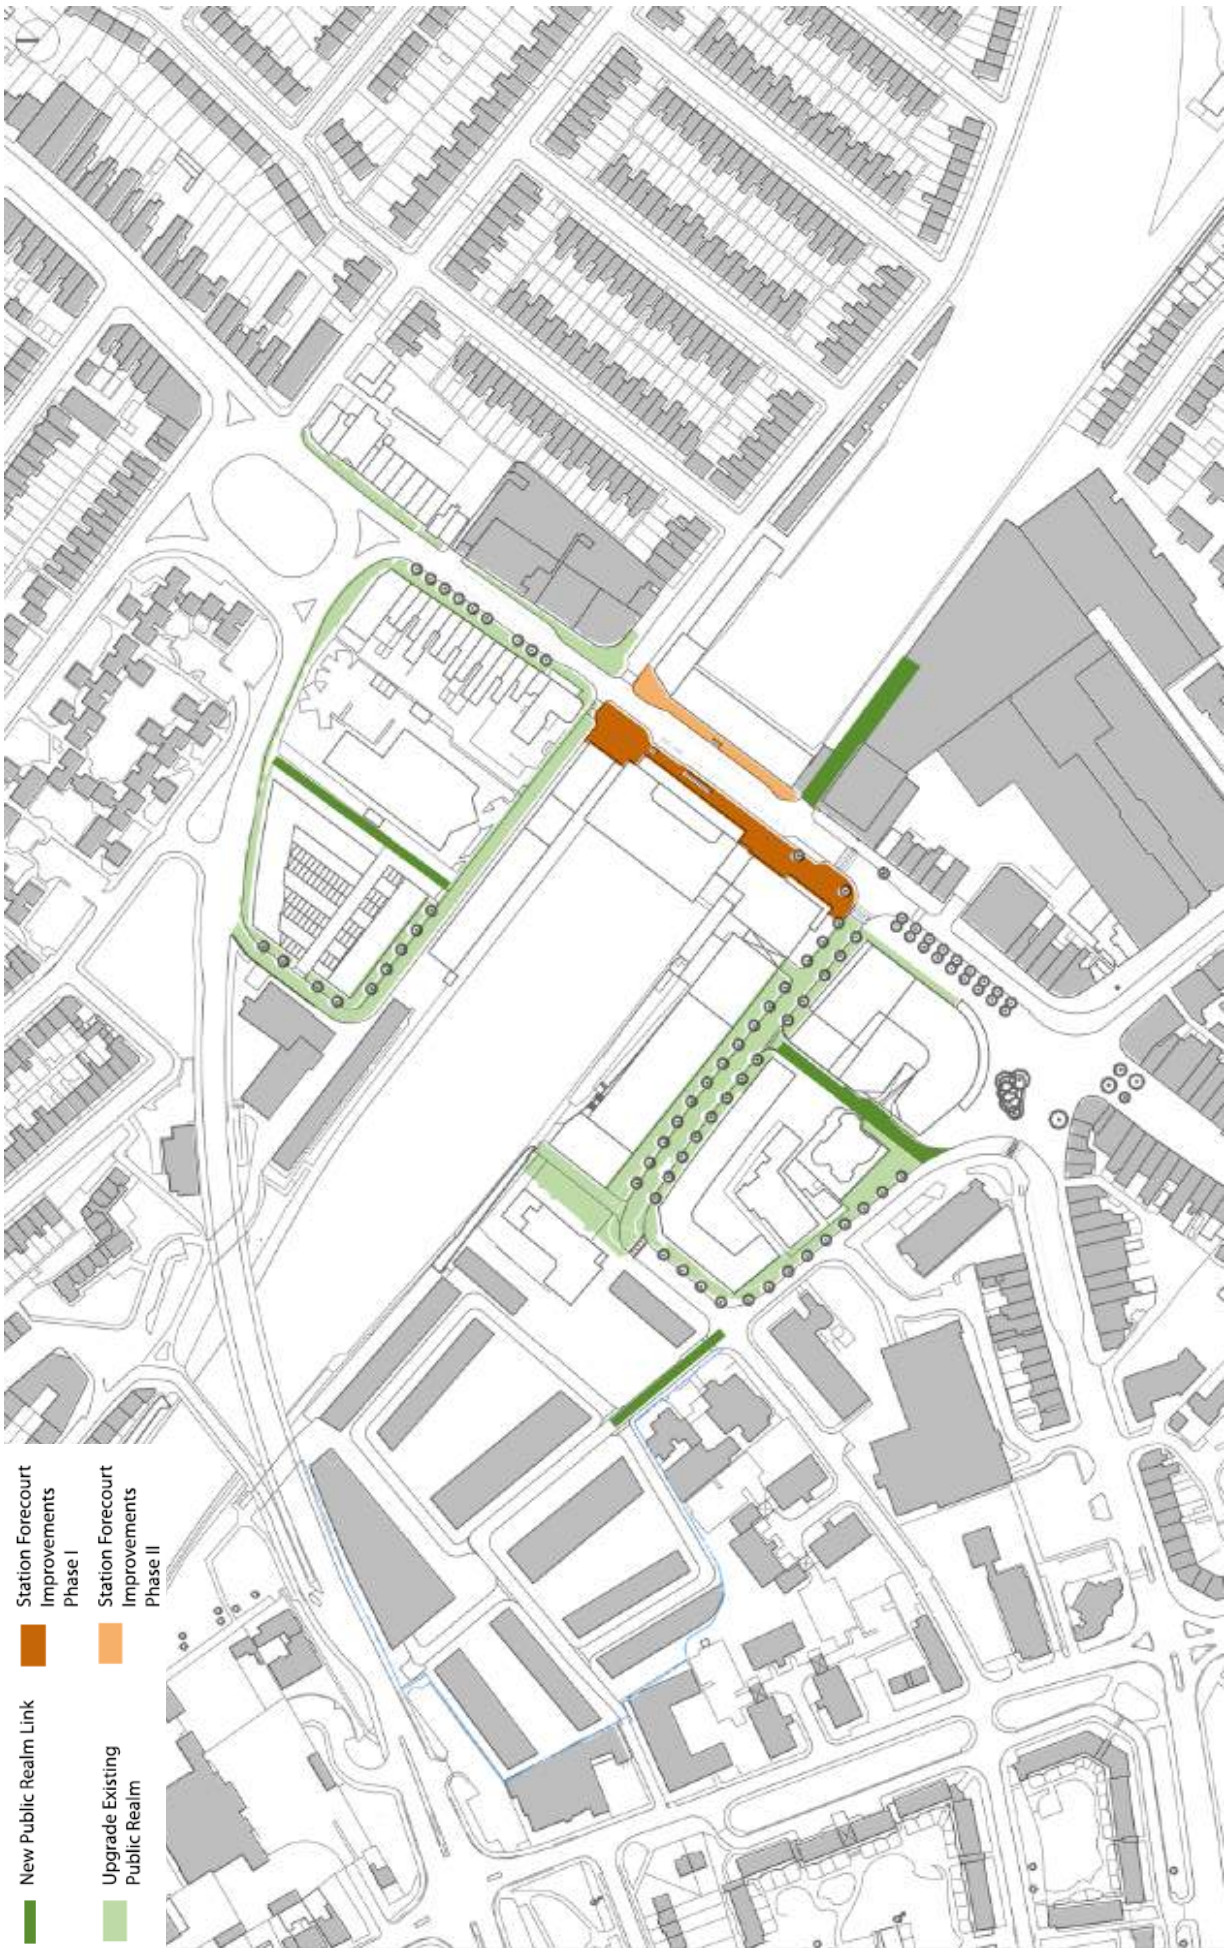 New Public Realm Link
Upgrade Existing
Public Realm
Station Forecourt
Improvements
Phase I
Station Forecourt
Improvements
Phase II